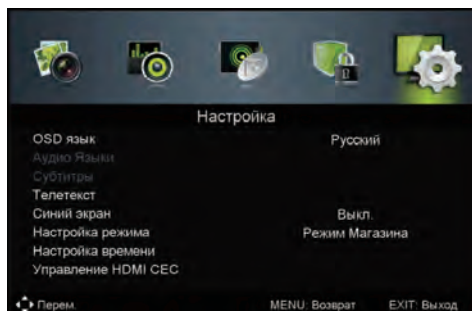 Настройка
OSD язык Русский
Аудио Языки
Субтитры
Телетекст
Синий экран Выкл.
Настройка режима Режим Магазина
Настройка времени
Управление HDMI CEC
Перем. MENU: Возврат EXIT: Выход